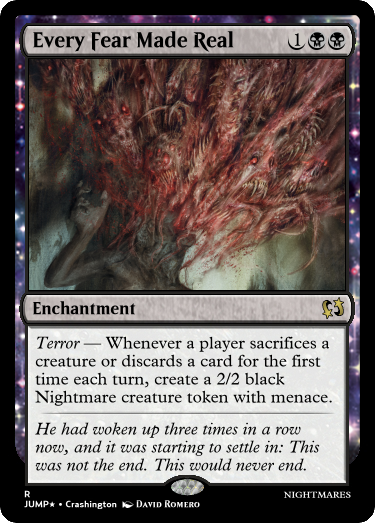 Every Fear Made Real 1
Enchantment
Terror — Whenever a player sacrifices a
creature or discards a card for the first
time each turn, create a 2/2 black
Nightmare creature token with menace.
He had woken up three times in a row
now, and it was starting to settle in: This
was not the end. This would never end.
R
JUMP★ • Crashington David Romero
NIGHTMARES